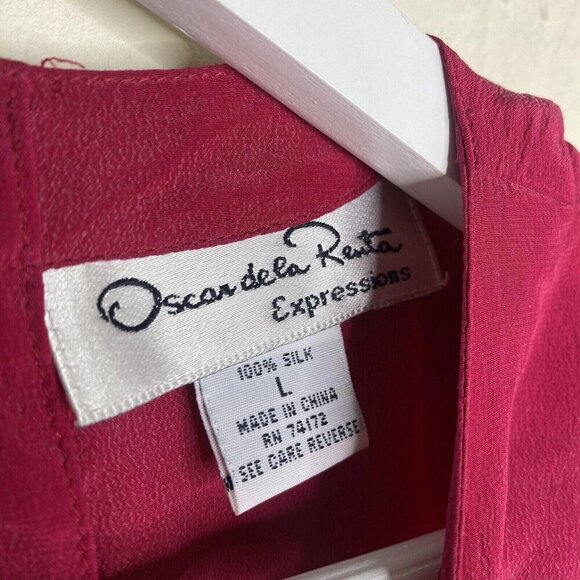 Oscar de la Renta
Expressions
100% SILK
L
MADE IN CHINA
RN 74172
SEE CARE REVERSE